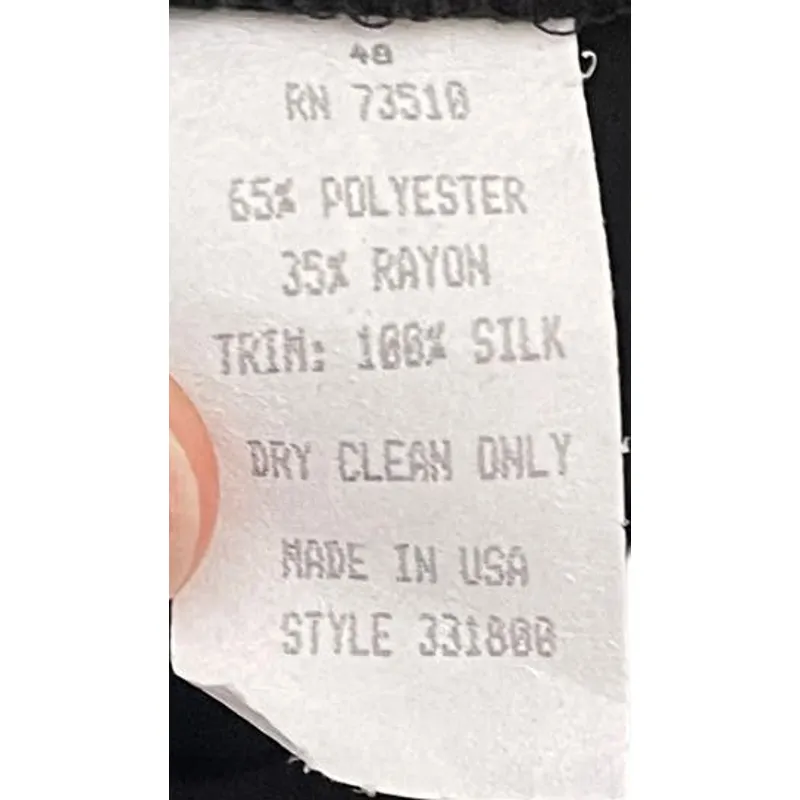 48
RN 73510
65% POLYESTER
35% RAYON
TRIM: 100% SILK
DRY CLEAN ONLY
MADE IN USA
STYLE 331800